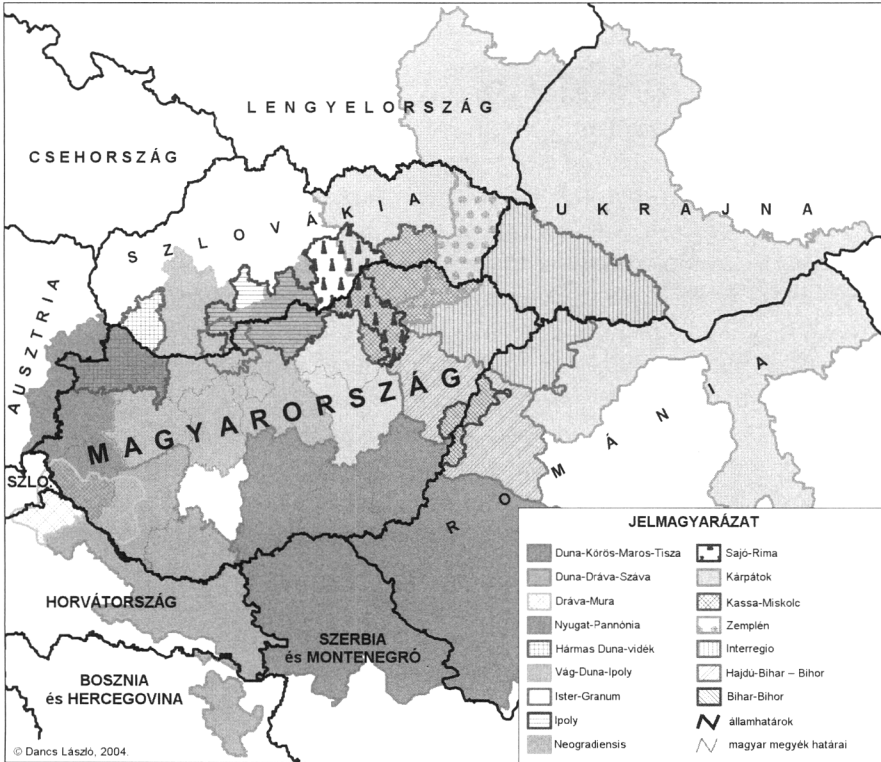 LENGYELORSZÁG
CSEHORSZÁG
SZLOVÁKIA
UKRAJNA
AUSZTRIA
MAGYARORSZÁG
SZLO.
ROMÁNIA
HORVÁTORSZÁG
SZERBIA
és MONTENEGRÓ
BOSZNIA
és HERCEGOVINA
© Dancs László, 2004.
JELMAGYARÁZAT
Duna-Körös-Maros-Tisza
Duna-Dráva-Száva
Dráva-Mura
Nyugat-Pannónia
Hármas Duna-vidék
Vág-Duna-Ipoly
Ister-Granum
Ipoly
Neogradiensis
Sajó-Rima
Kárpátok
Kassa-Miskolc
Zemplén
Interregio
Hajdú-Bihar – Bihor
Bihar-Bihor
államhatárok
magyar megyék határai